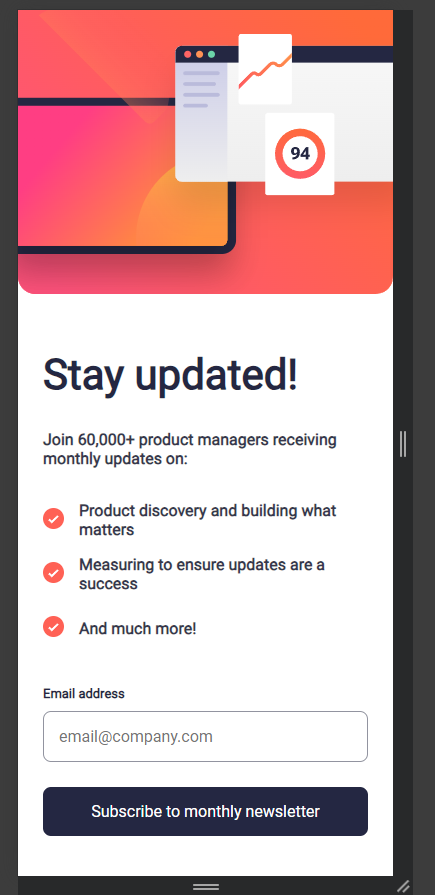 94
Stay updated!
Join 60,000+ product managers receiving
monthly updates on:
Product discovery and building what
matters
Measuring to ensure updates are a
success
And much more!
Email address
email@company.com
Subscribe to monthly newsletter